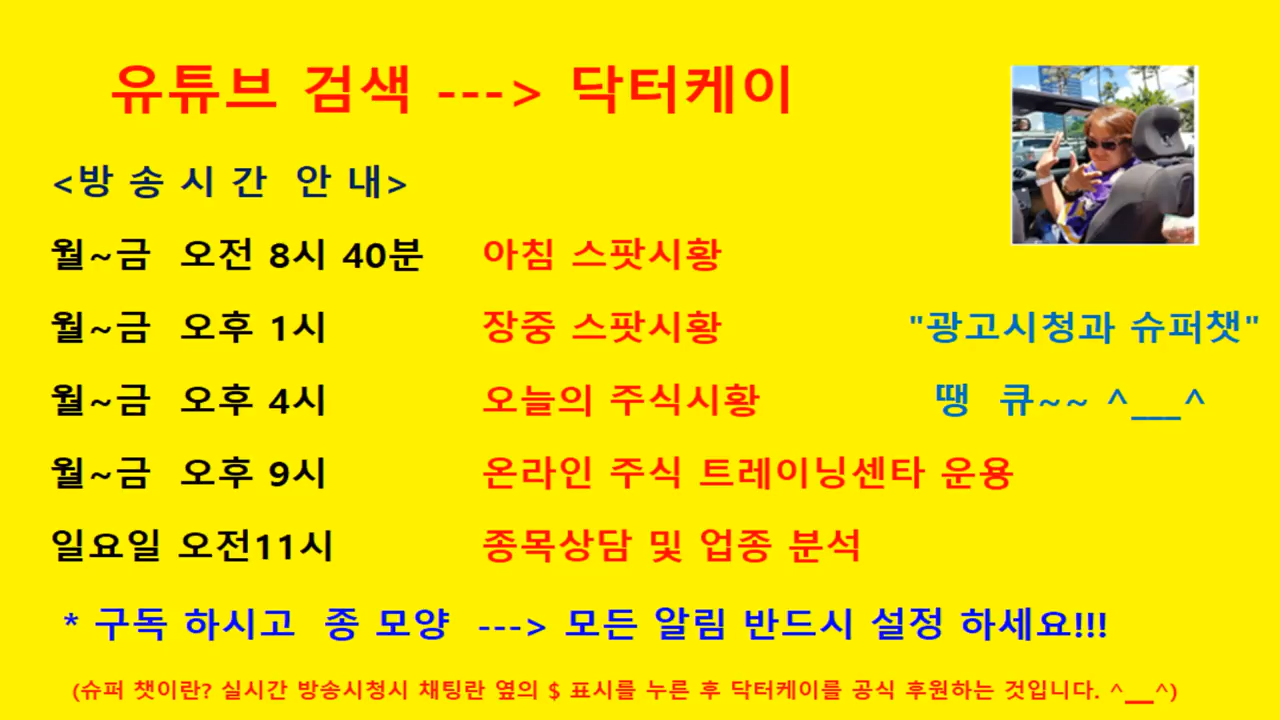 유튜브 검색 ---> 닥터케이
<방 송 시 간 안 내>
월~금 오전 8시 40분 아침 스팟시황
월~금 오후 1시 장중 스팟시황 "광고시청과 슈퍼챗"
월~금 오후 4시 오늘의 주식시황 땡 큐~~ ^___^
월~금 오후 9시 온라인 주식 트레이닝센타 운용
일요일 오전11시 종목상담 및 업종 분석
* 구독 하시고 종 모양 ---> 모든 알림 반드시 설정 하세요!!!
(슈퍼 챗이란? 실시간 방송시청시 채팅란 옆의 $ 표시를 누른 후 닥터케이를 공식 후원하는 것입니다. ^___^)